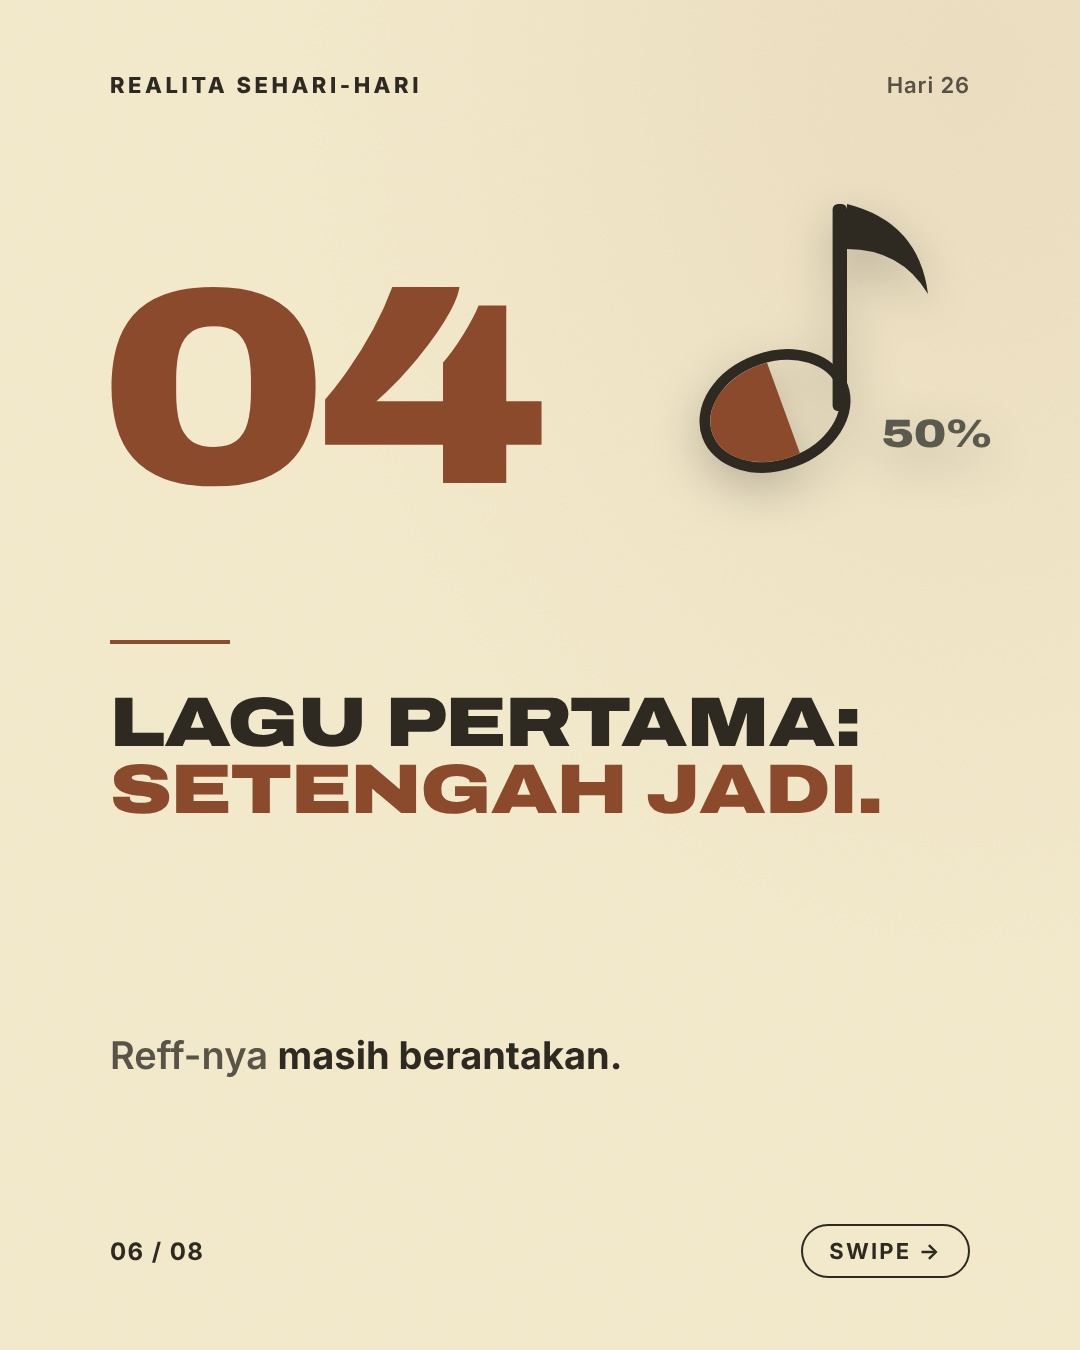 REALITA SEHARI-HARI
Hari 26
04
50%
LAGU PERTAMA:
SETENGAH JADI.
Reff-nya masih berantakan.
06 / 08
SWIPE →